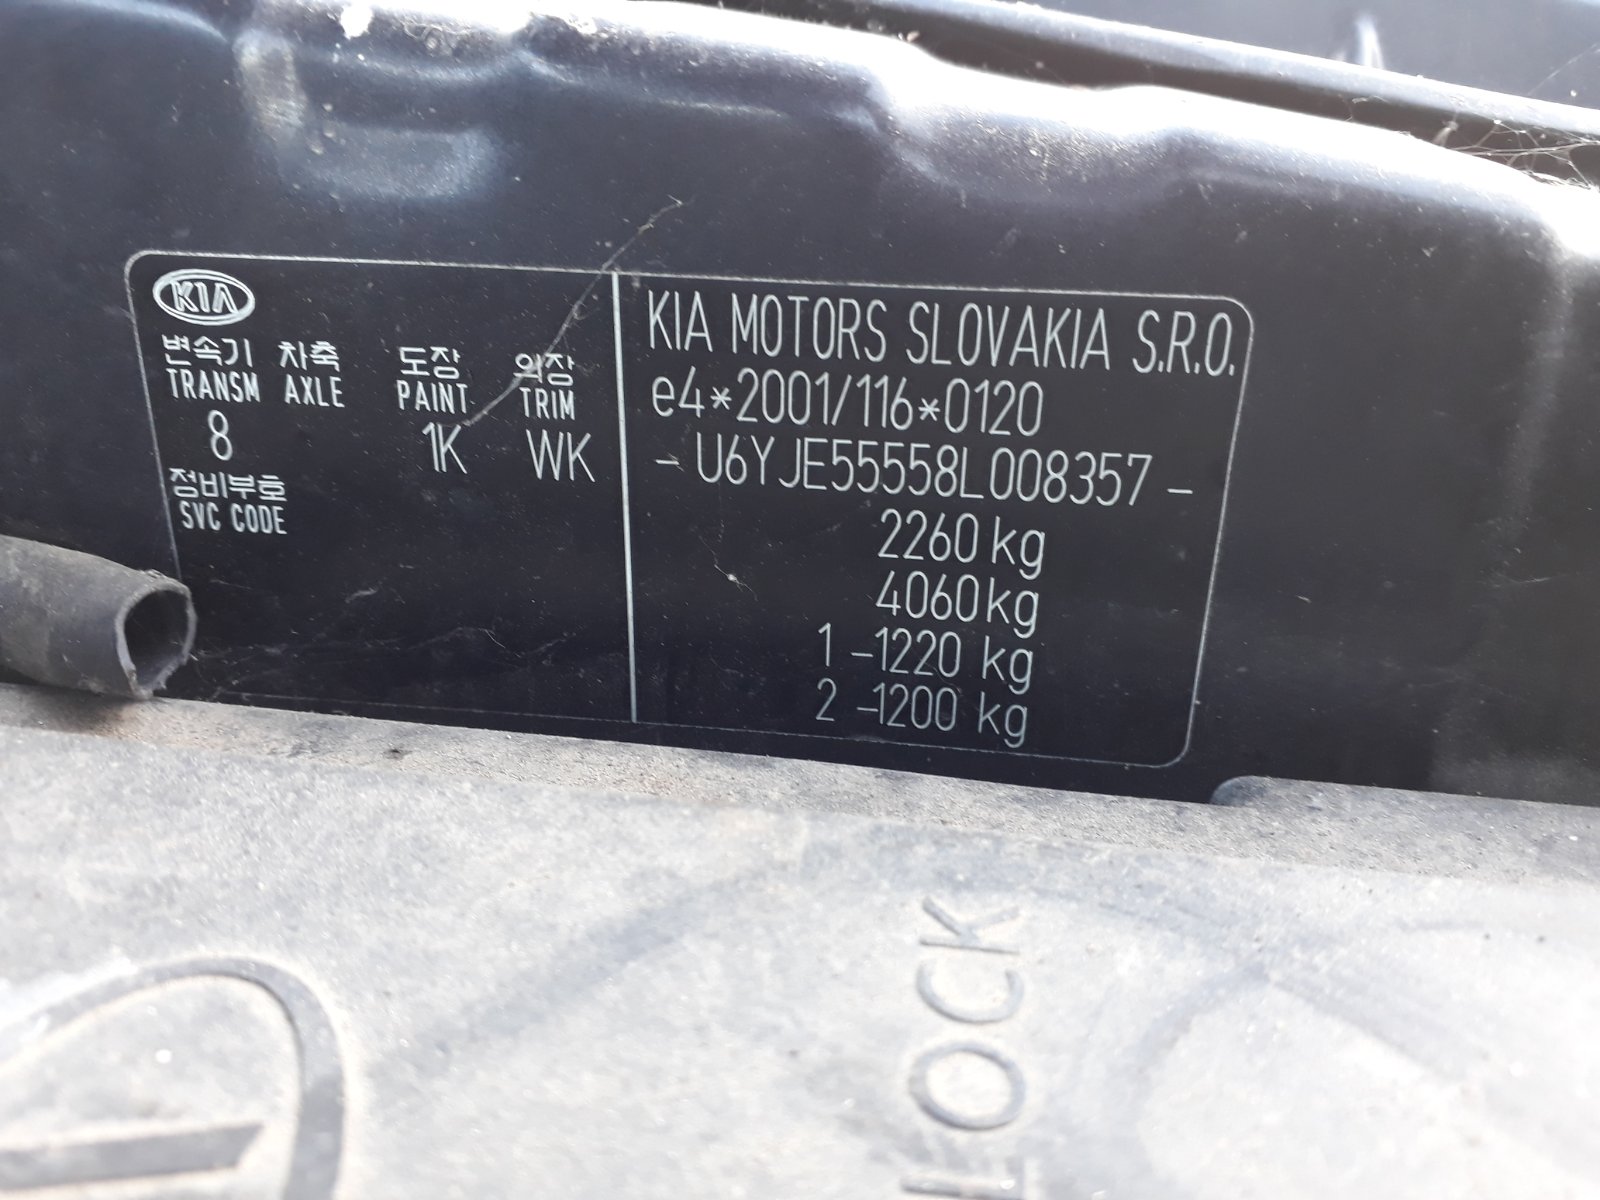 KIA
변속기 차축 도장 의장
TRANSM AXLE PAINT TRIM
8 1K WK
정비부호
SVC CODE
KIA MOTORS SLOVAKIA S.R.O.
e4*2001/116*0120
- U6YJE55558L008357 -
2260 kg
4060 kg
1 -1220 kg
2 -1200 kg
LOCK